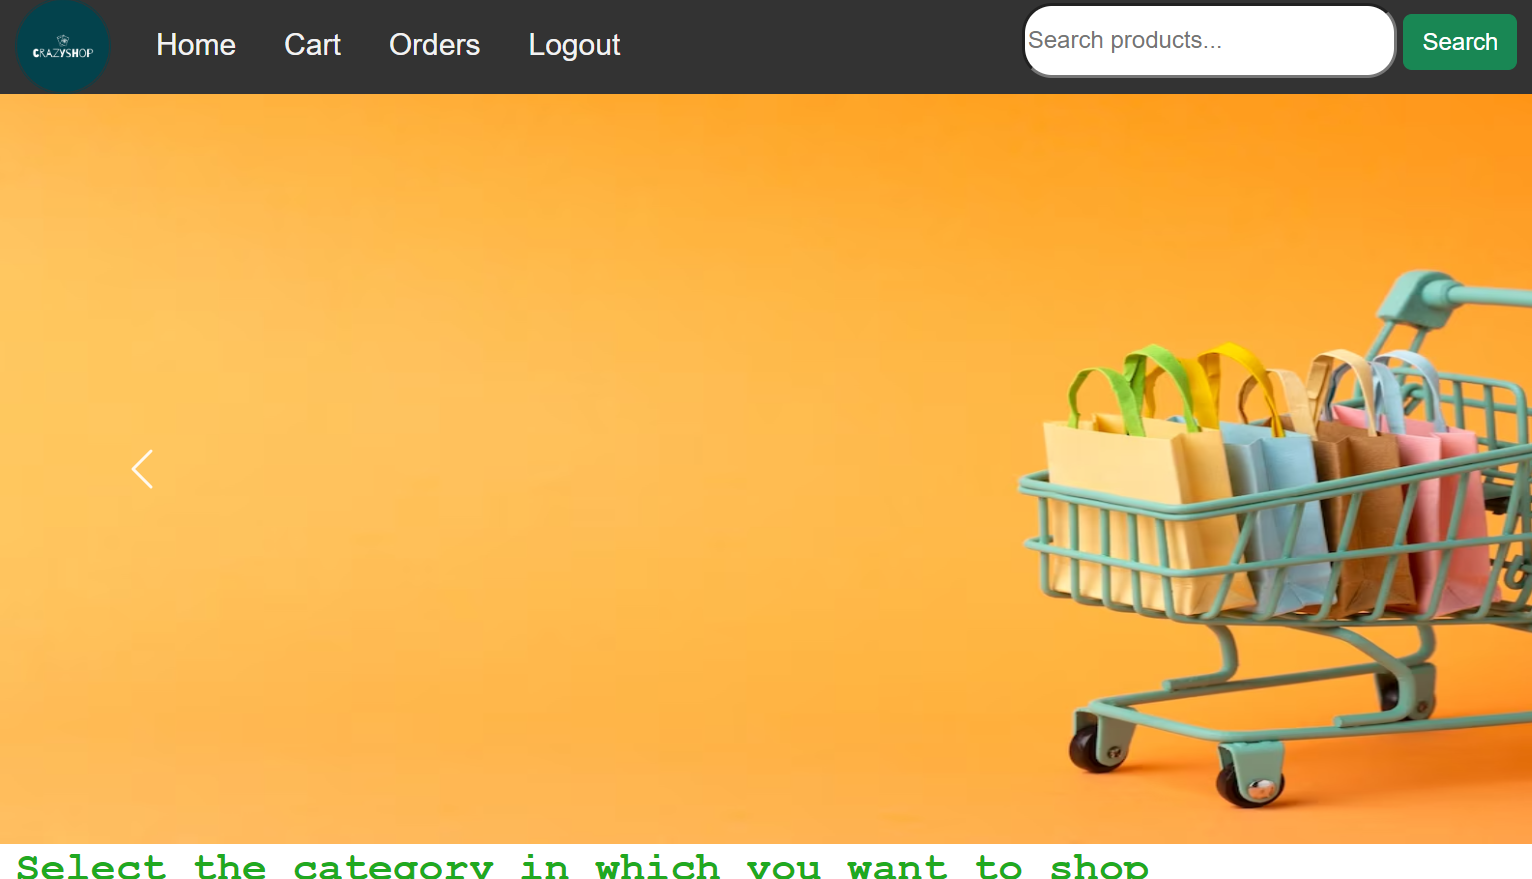 CRAZYSHOP
Home Cart Orders Logout
Search products...
Search
Select the category in which you want to shop